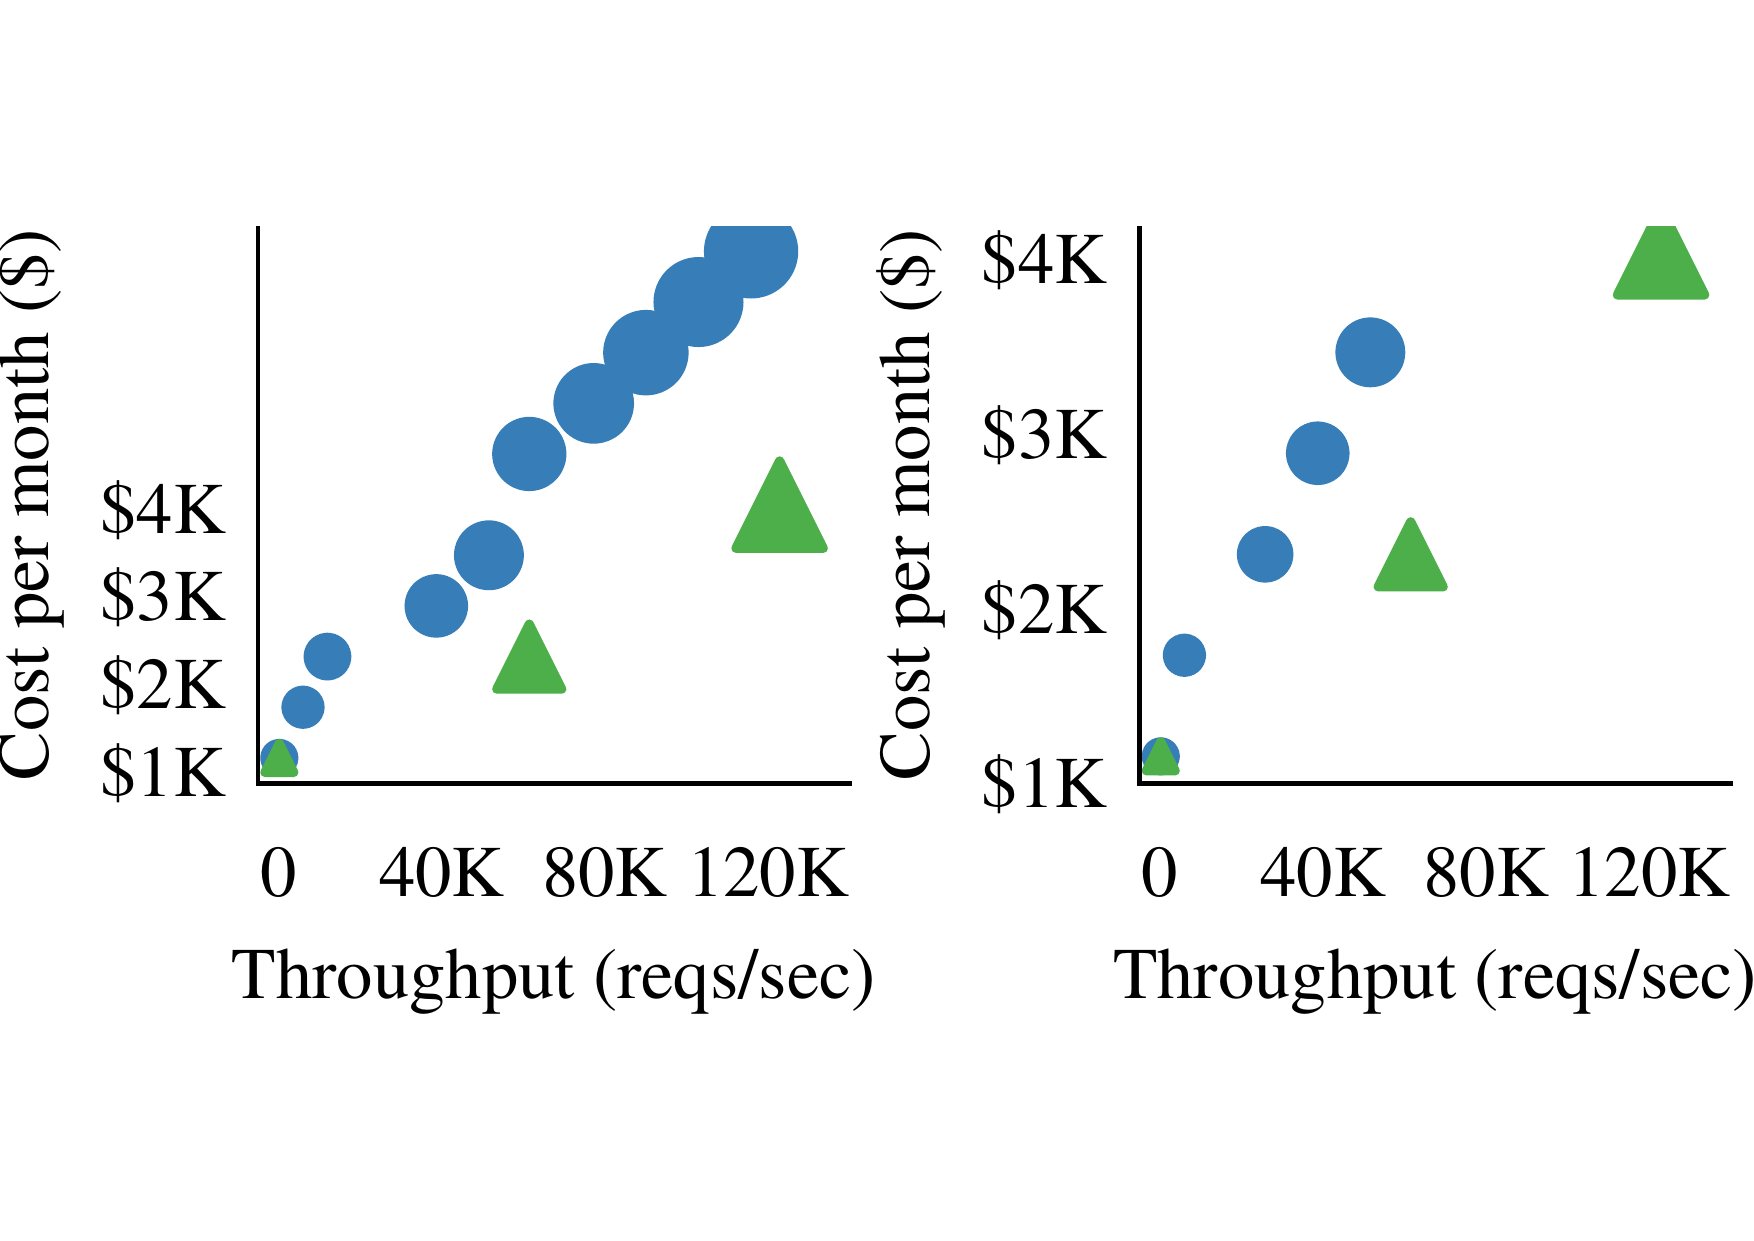 Cost per month ($)
$4K
$3K
$2K
$1K
0 40K 80K 120K
Throughput (reqs/sec)
Cost per month ($)
$4K
$3K
$2K
$1K
0 40K 80K 120K
Throughput (reqs/sec)